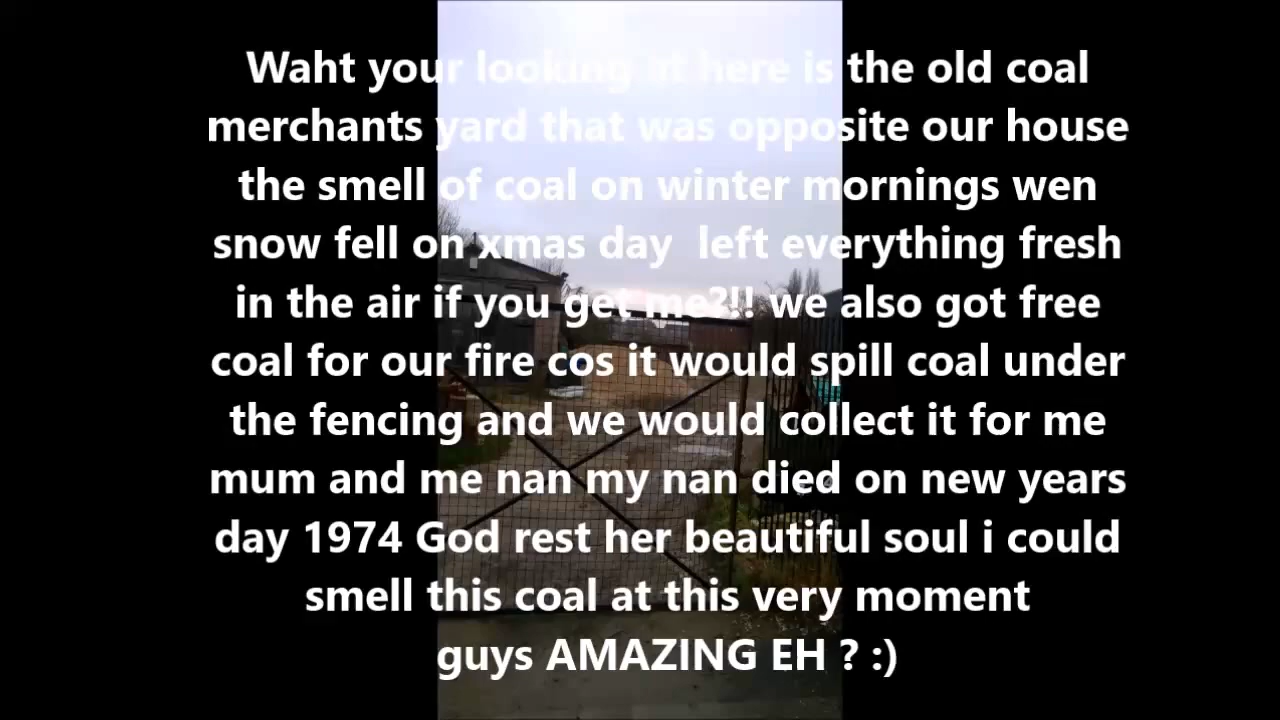 Waht your looking at here is the old coal
merchants yard that was opposite our house
the smell of coal on winter mornings wen
snow fell on xmas day  left everything fresh
in the air if you get me?!! we also got free
coal for our fire cos it would spill coal under
the fencing and we would collect it for me
mum and me nan my nan died on new years
day 1974 God rest her beautiful soul i could
smell this coal at this very moment
guys AMAZING EH ? :)